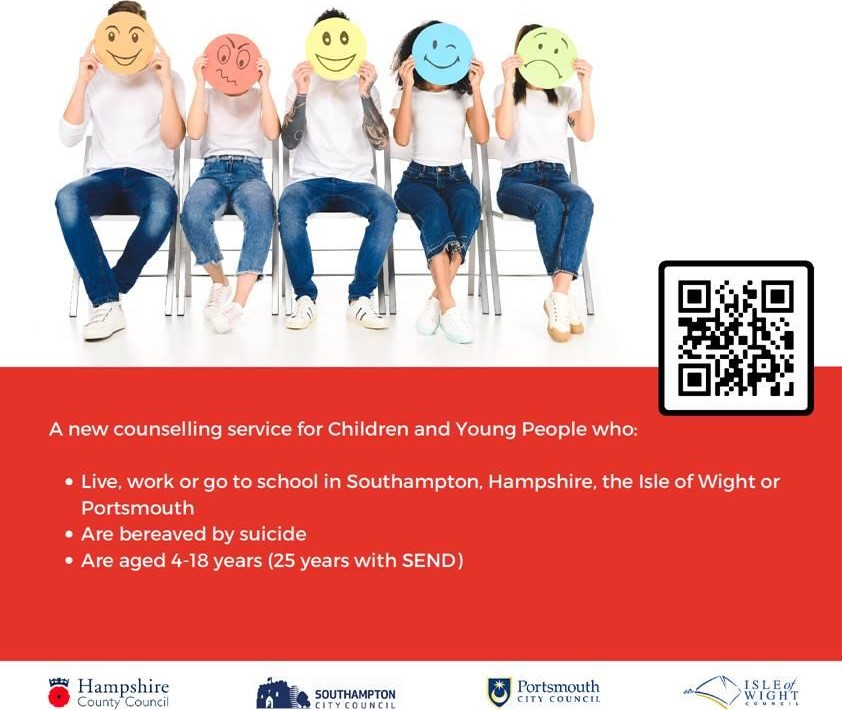 A new counselling service for Children and Young People who:
• Live, work or go to school in Southampton, Hampshire, the Isle of Wight or
Portsmouth
• Are bereaved by suicide
• Are aged 4-18 years (25 years with SEND)
Hampshire
County Council
SOUTHAMPTON
CITY COUNCIL
Portsmouth
CITY COUNCIL
ISLE of
WIGHT
COUNCIL